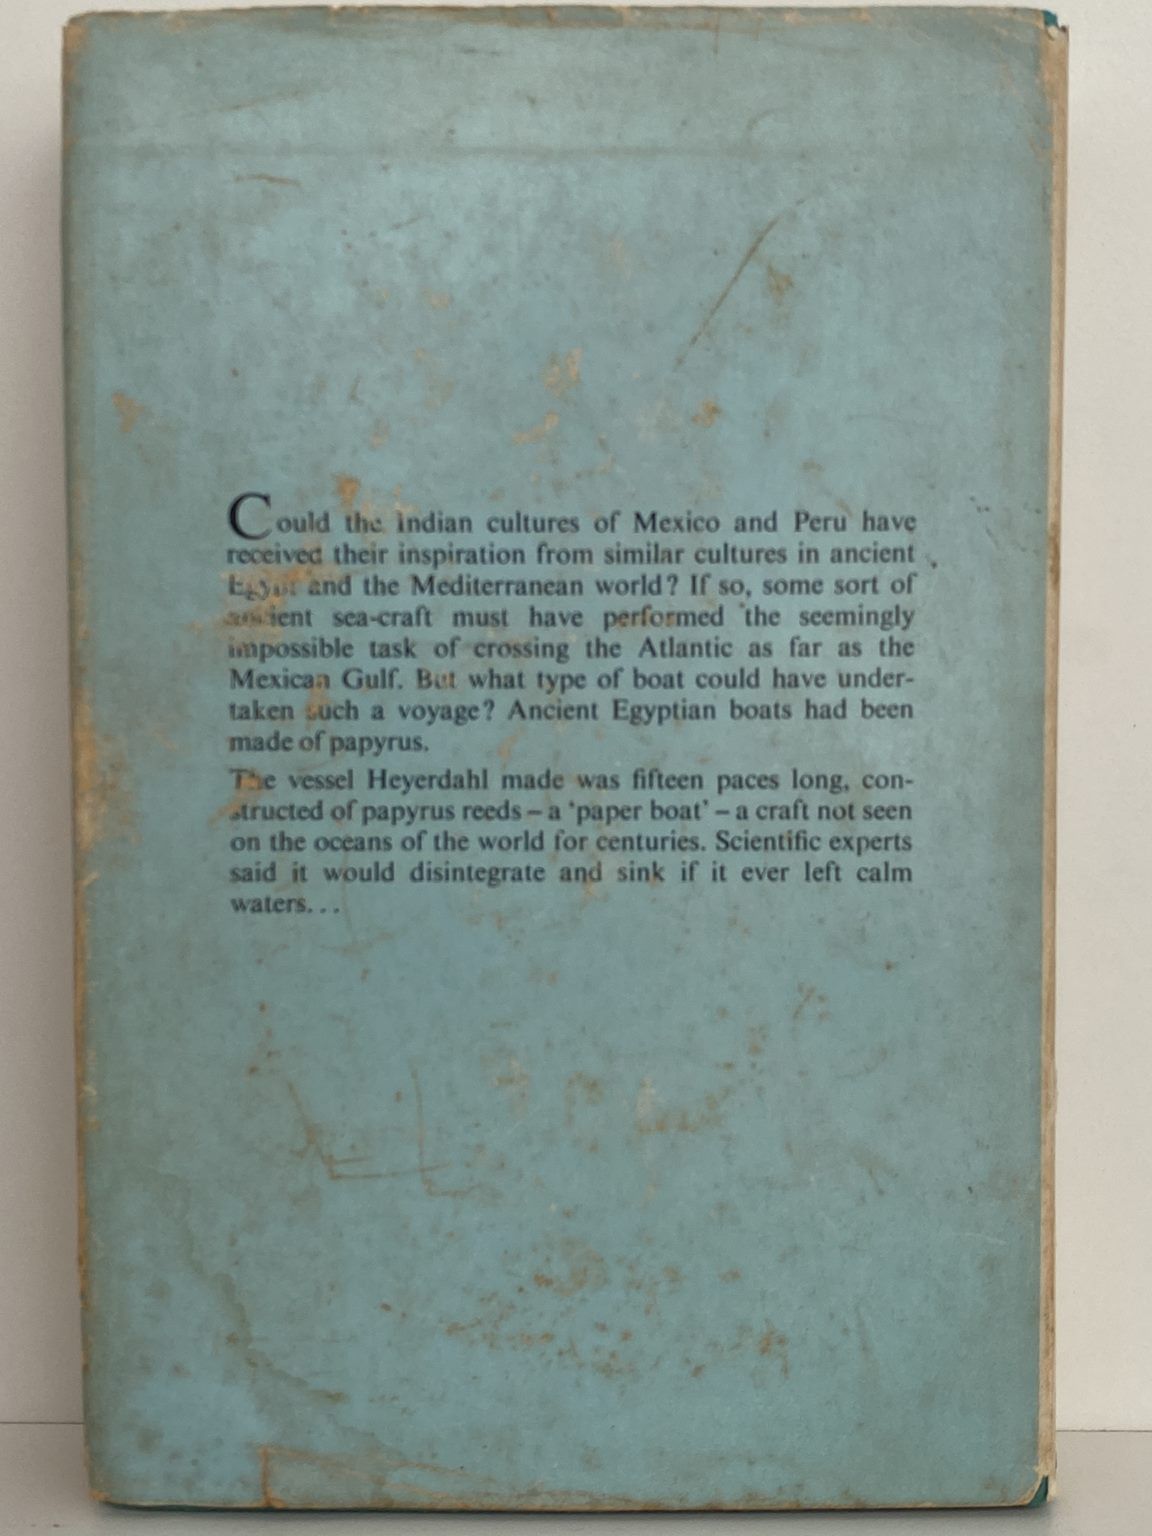 Could the Indian cultures of Mexico and Peru have
received their inspiration from similar cultures in ancient
Egypt and the Mediterranean world? If so, some sort of
ancient sea-craft must have performed the seemingly
impossible task of crossing the Atlantic as far as the
Mexican Gulf. But what type of boat could have under-
taken such a voyage? Ancient Egyptian boats had been
made of papyrus.
The vessel Heyerdahl made was fifteen paces long, con-
structed of papyrus reeds – a ‘paper boat’ – a craft not seen
on the oceans of the world for centuries. Scientific experts
said it would disintegrate and sink if it ever left calm
waters...